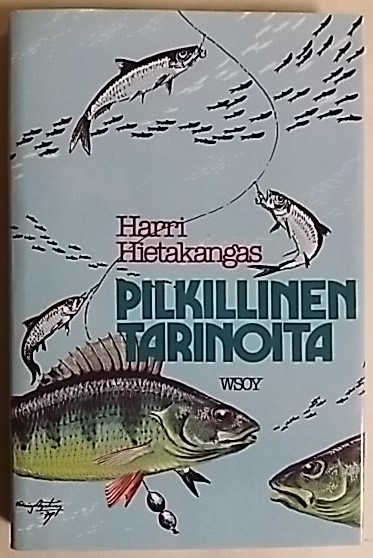 Harri
Hietakangas
PILKILLINEN
TARINOITA
WSOY